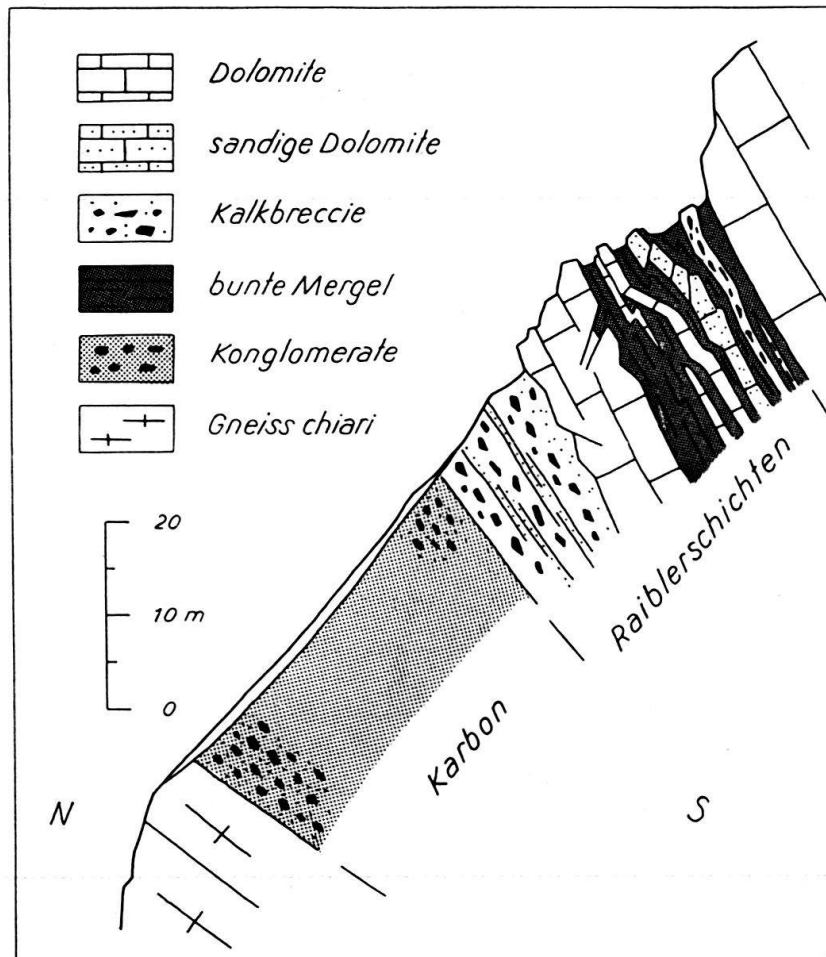 Dolomite
sandige Dolomite
Kalkbreccie
bunte Mergel
Konglomerate
Gneiss chiari
20
10 m
0
Raiblerschichten
Karbon
N
S